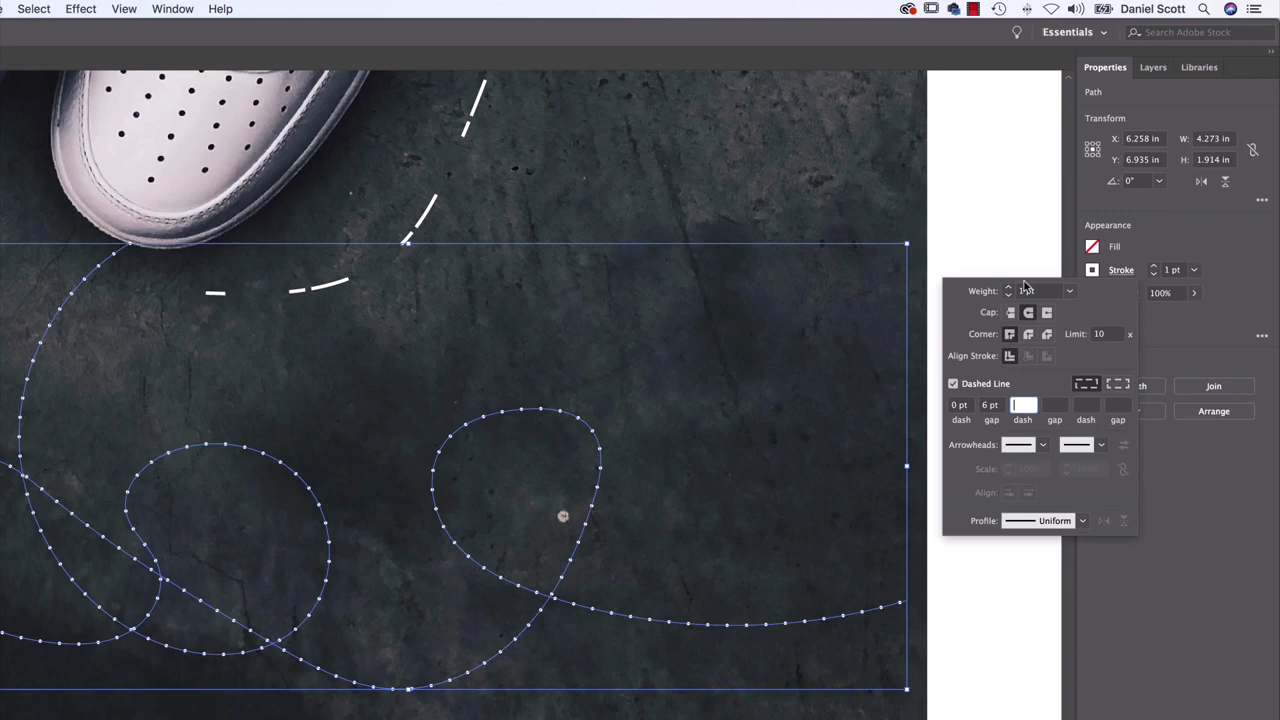 Select Effect View Window Help Daniel Scott
Essentials Search Adobe Stock
Properties Layers Libraries
Path
Transform
X: 6.258 in W: 4.273 in
Y: 6.935 in H: 1.914 in
0°
Appearance
Fill
Stroke 1 pt
Weight: 1 pt 100%
Cap:
Corner: Limit: 10 x
Align Stroke:
Dashed Line Join
0 pt 6 pt
Arrange
dash gap dash gap dash gap
Arrowheads:
Scale: 100% 100%
Align:
Profile: Uniform